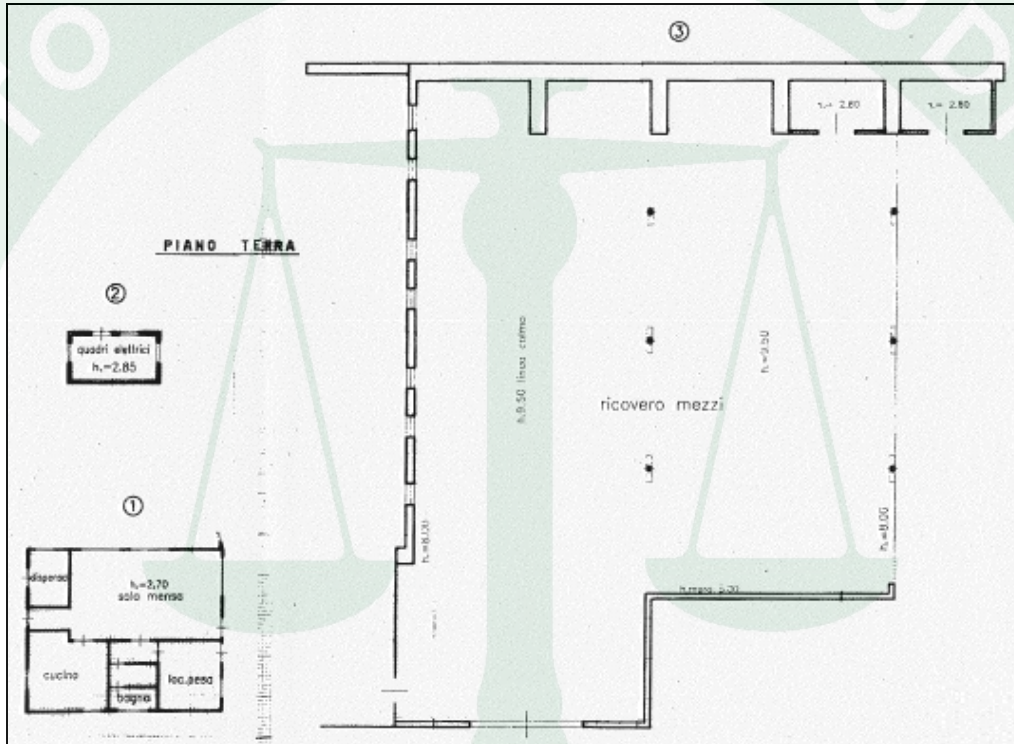 ③
h.= 2.80
h.= 2.80
PIANO TERRA
②
quadri elettrici
h.=2.85
h.9.50 linea colmo
h.=9.50
ricovero mezzi
①
h.=8.00
h.=8.00
dispensa
h.=2,70
sala mensa
cucina
bagno
loc.pesa